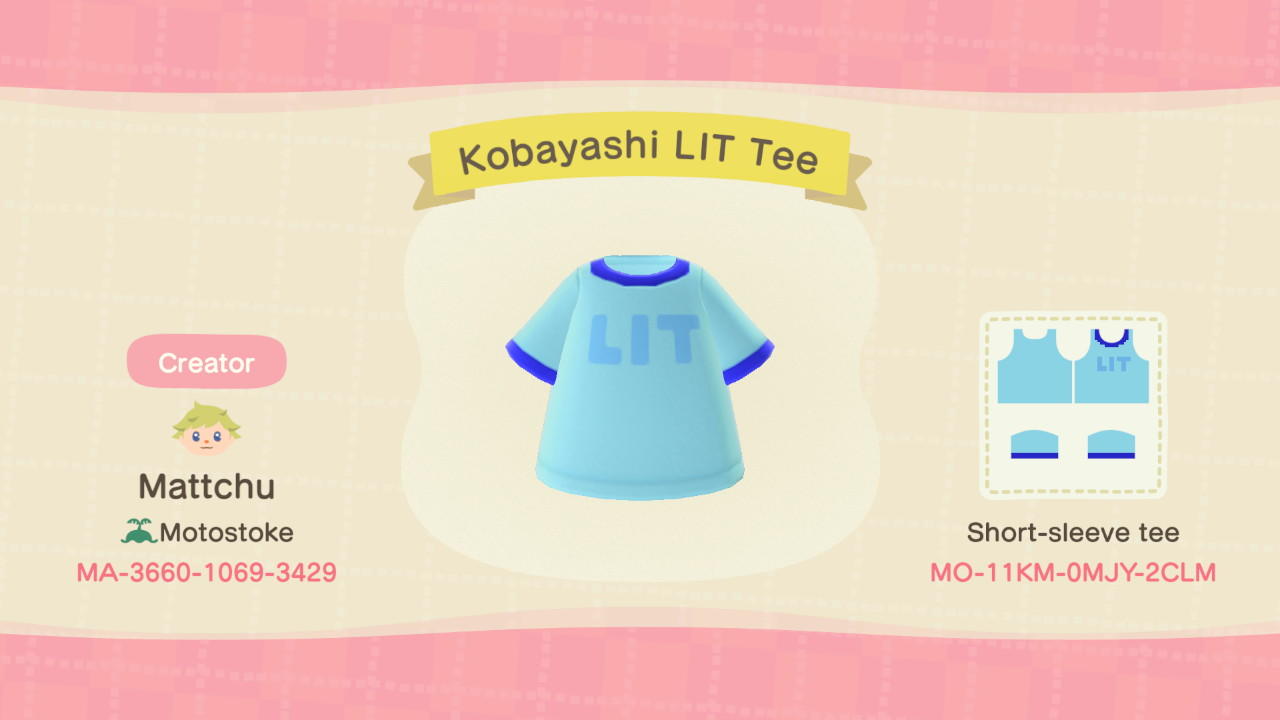 Kobayashi LIT Tee
LIT
Creator
Mattchu
Motostoke
MA-3660-1069-3429
LIT
Short-sleeve tee
MO-11KM-0MJY-2CLM